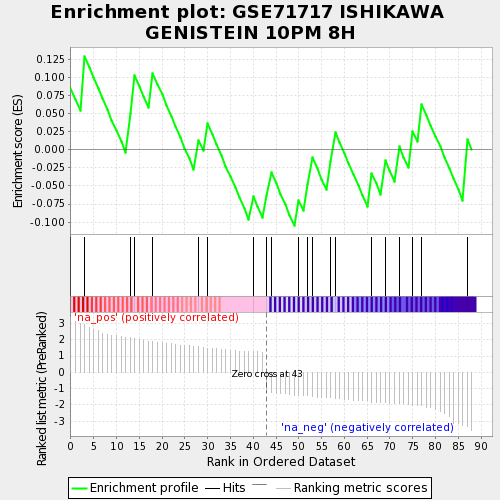 Enrichment plot: GSE71717 ISHIKAWA
GENISTEIN 10PM 8H
Enrichment score (ES)
0.125
0.100
0.075
0.050
0.025
0.000
-0.025
-0.050
-0.075
-0.100
'na_pos' (positively correlated)
Zero cross at 43
'na_neg' (negatively correlated)
Ranked list metric (PreRanked)
3
2
1
0
-1
-2
-3
0 5 10 15 20 25 30 35 40 45 50 55 60 65 70 75 80 85 90
Rank in Ordered Dataset
Enrichment profile Hits Ranking metric scores